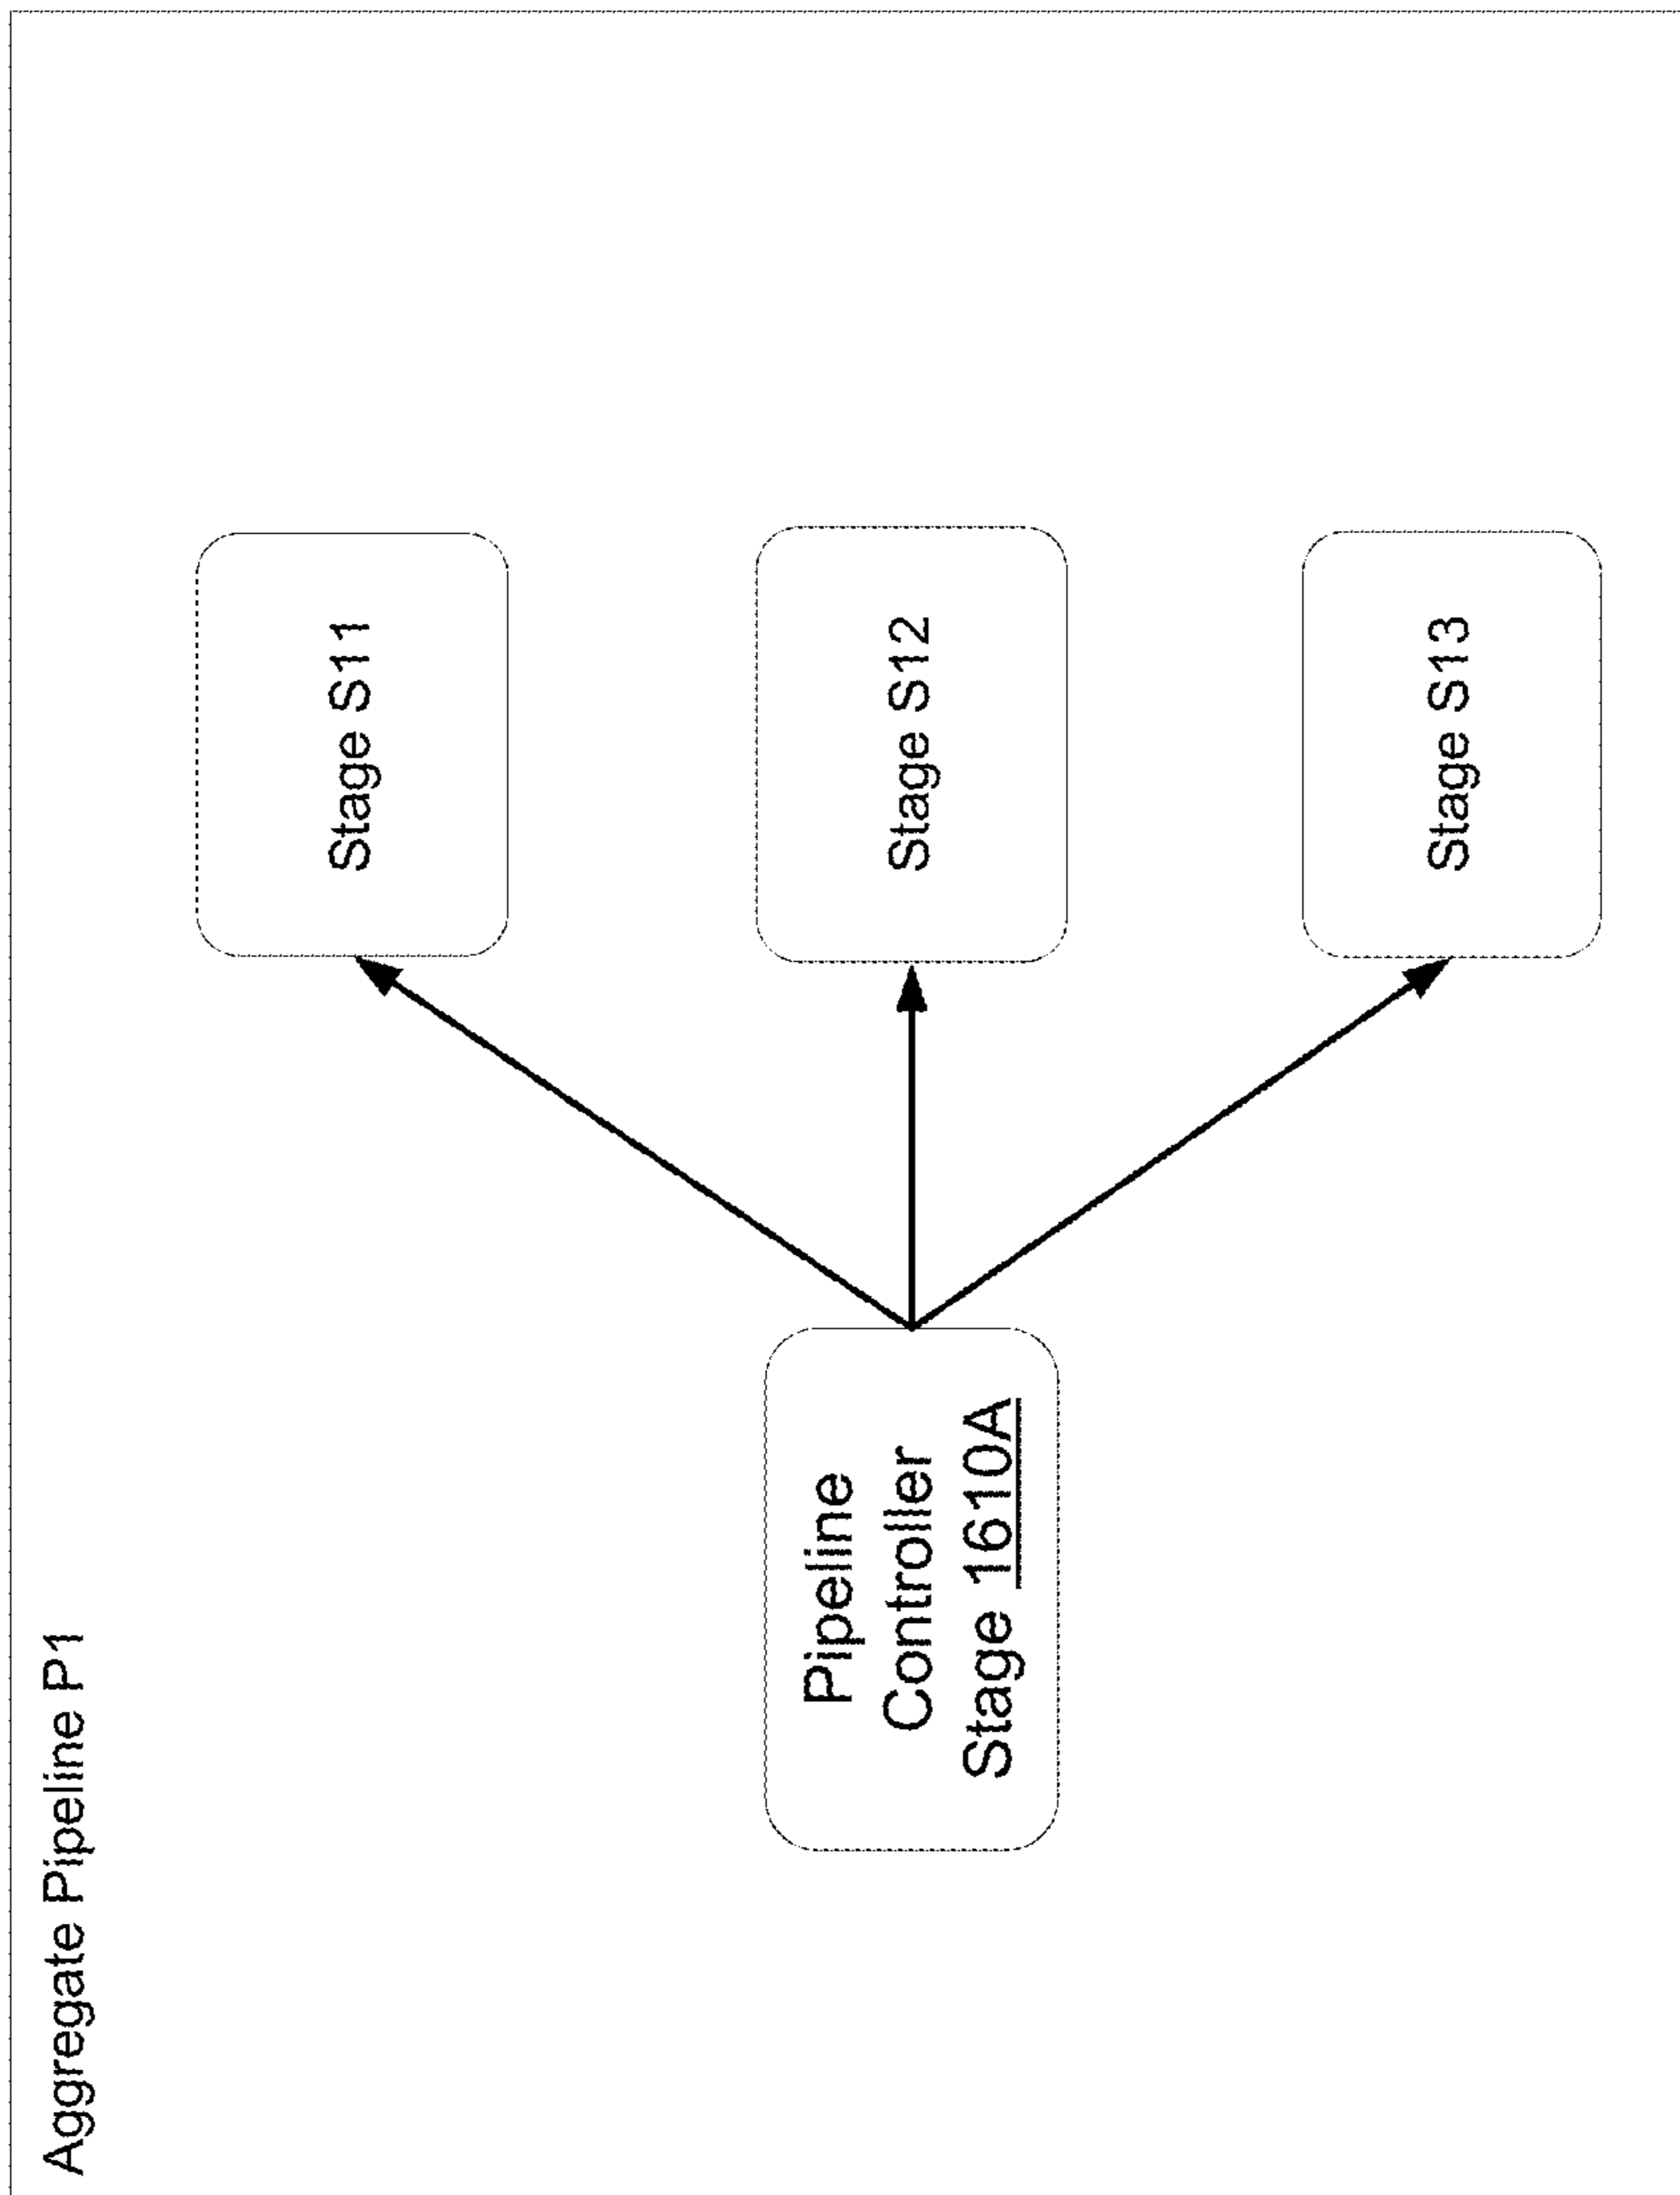 Aggregate Pipeline P1
Pipeline
Controller
Stage 1610A
Stage S11
Stage S12
Stage S13